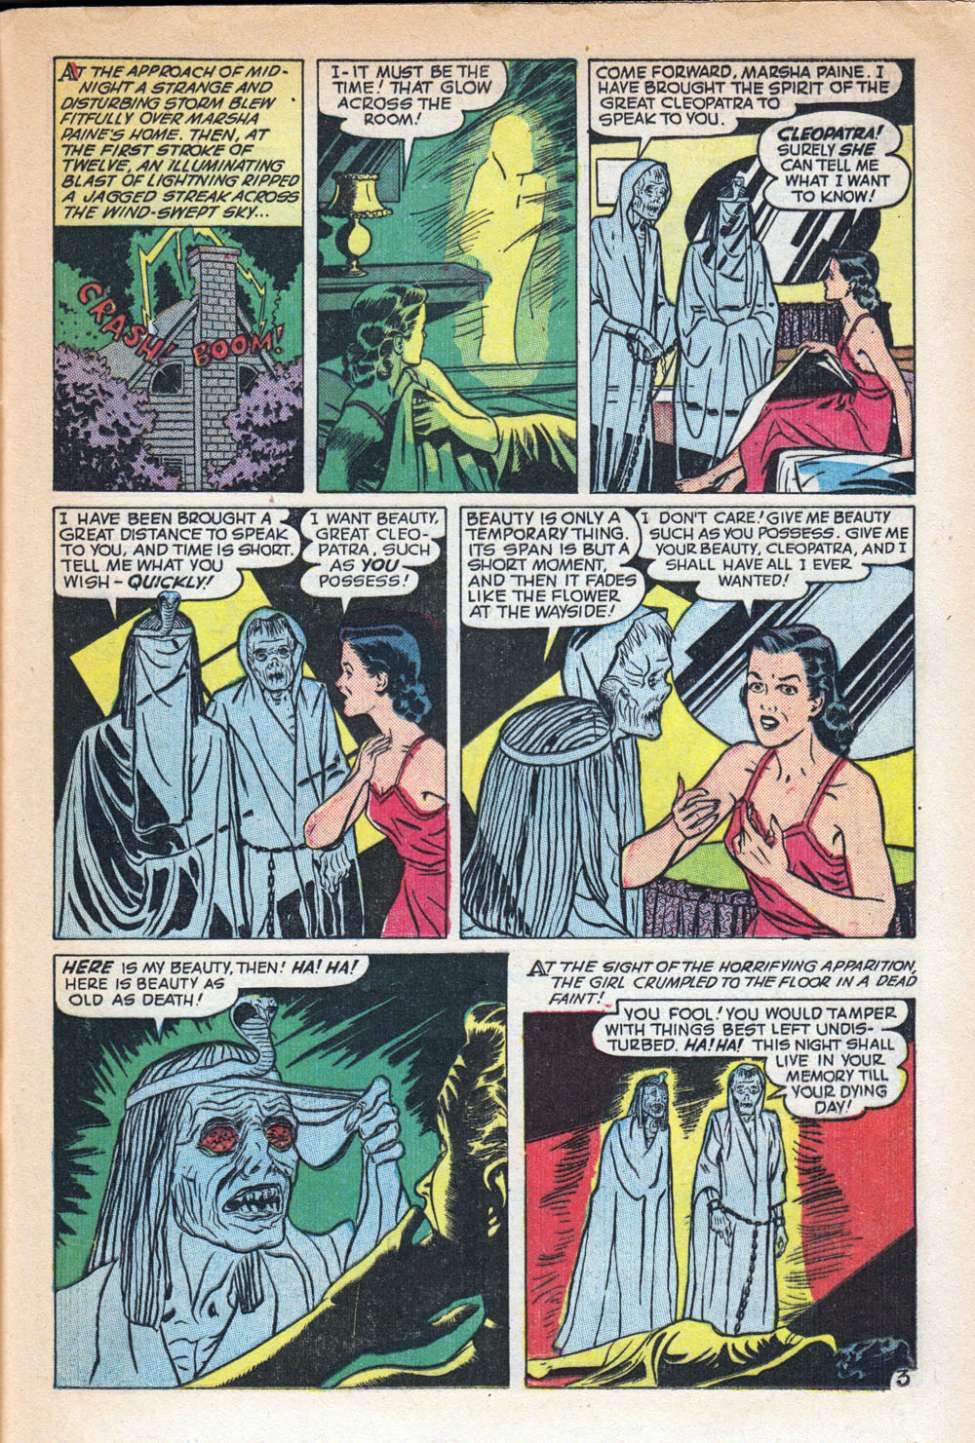 AT THE APPROACH OF MID-
NIGHT A STRANGE AND
DISTURBING STORM BLEW
FITFULLY OVER MARSHA
PAINE'S HOME. THEN, AT
THE FIRST STROKE OF
TWELVE, AN ILLUMINATING
BLAST OF LIGHTNING RIPPED
A JAGGED STREAK ACROSS
THE WIND-SWEPT SKY...
CRASH! BOOM!
I-IT MUST BE THE
TIME! THAT GLOW
ACROSS THE
ROOM!
COME FORWARD, MARSHA PAINE. I
HAVE BROUGHT THE SPIRIT OF THE
GREAT CLEOPATRA TO
SPEAK TO YOU.
CLEOPATRA!
SURELY SHE
CAN TELL ME
WHAT I WANT
TO KNOW!
I HAVE BEEN BROUGHT A
GREAT DISTANCE TO SPEAK
TO YOU, AND TIME IS SHORT.
TELL ME WHAT YOU
WISH - QUICKLY!
I WANT BEAUTY,
GREAT CLEO-
PATRA, SUCH
AS YOU
POSSESS!
BEAUTY IS ONLY A
TEMPORARY THING.
ITS SPAN IS BUT A
SHORT MOMENT,
AND THEN IT FADES
LIKE THE FLOWER
AT THE WAYSIDE!
I DON'T CARE! GIVE ME BEAUTY
SUCH AS YOU POSSESS. GIVE ME
YOUR BEAUTY, CLEOPATRA, AND I
SHALL HAVE ALL I EVER
WANTED!
HERE IS MY BEAUTY, THEN! HA! HA!
HERE IS BEAUTY AS
OLD AS DEATH!
AT THE SIGHT OF THE HORRIFYING APPARITION,
THE GIRL CRUMPLED TO THE FLOOR IN A DEAD
FAINT!
YOU FOOL! YOU WOULD TAMPER
WITH THINGS BEST LEFT UNDIS-
TURBED. HA! HA! THIS NIGHT SHALL
LIVE IN YOUR
MEMORY TILL
YOUR DYING
DAY!
3